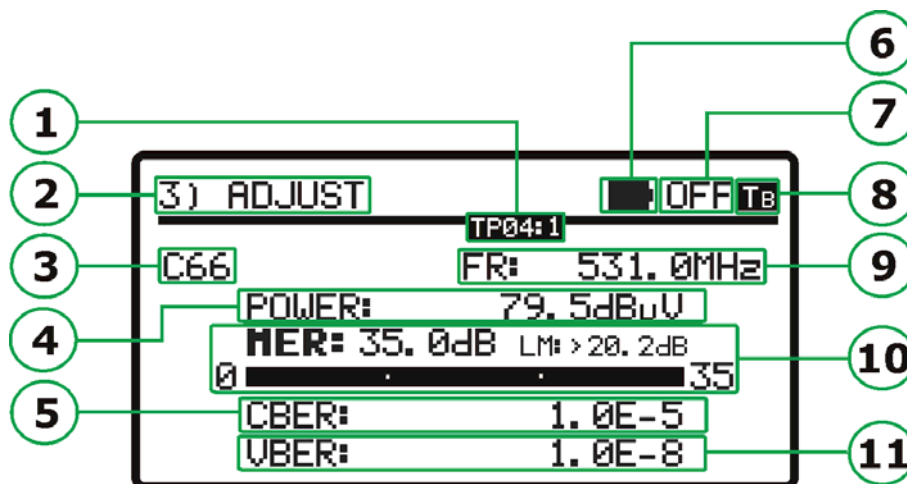 6
7
1
2 3) ADJUST OFF TB 8
TP04:1
3 C66 FR: 531.0MHz 9
4 POWER: 79.5dBuV
MER: 35.0dB LM:>20.2dB
0 35 10
5 CBER: 1.0E-5
VBER: 1.0E-8 11